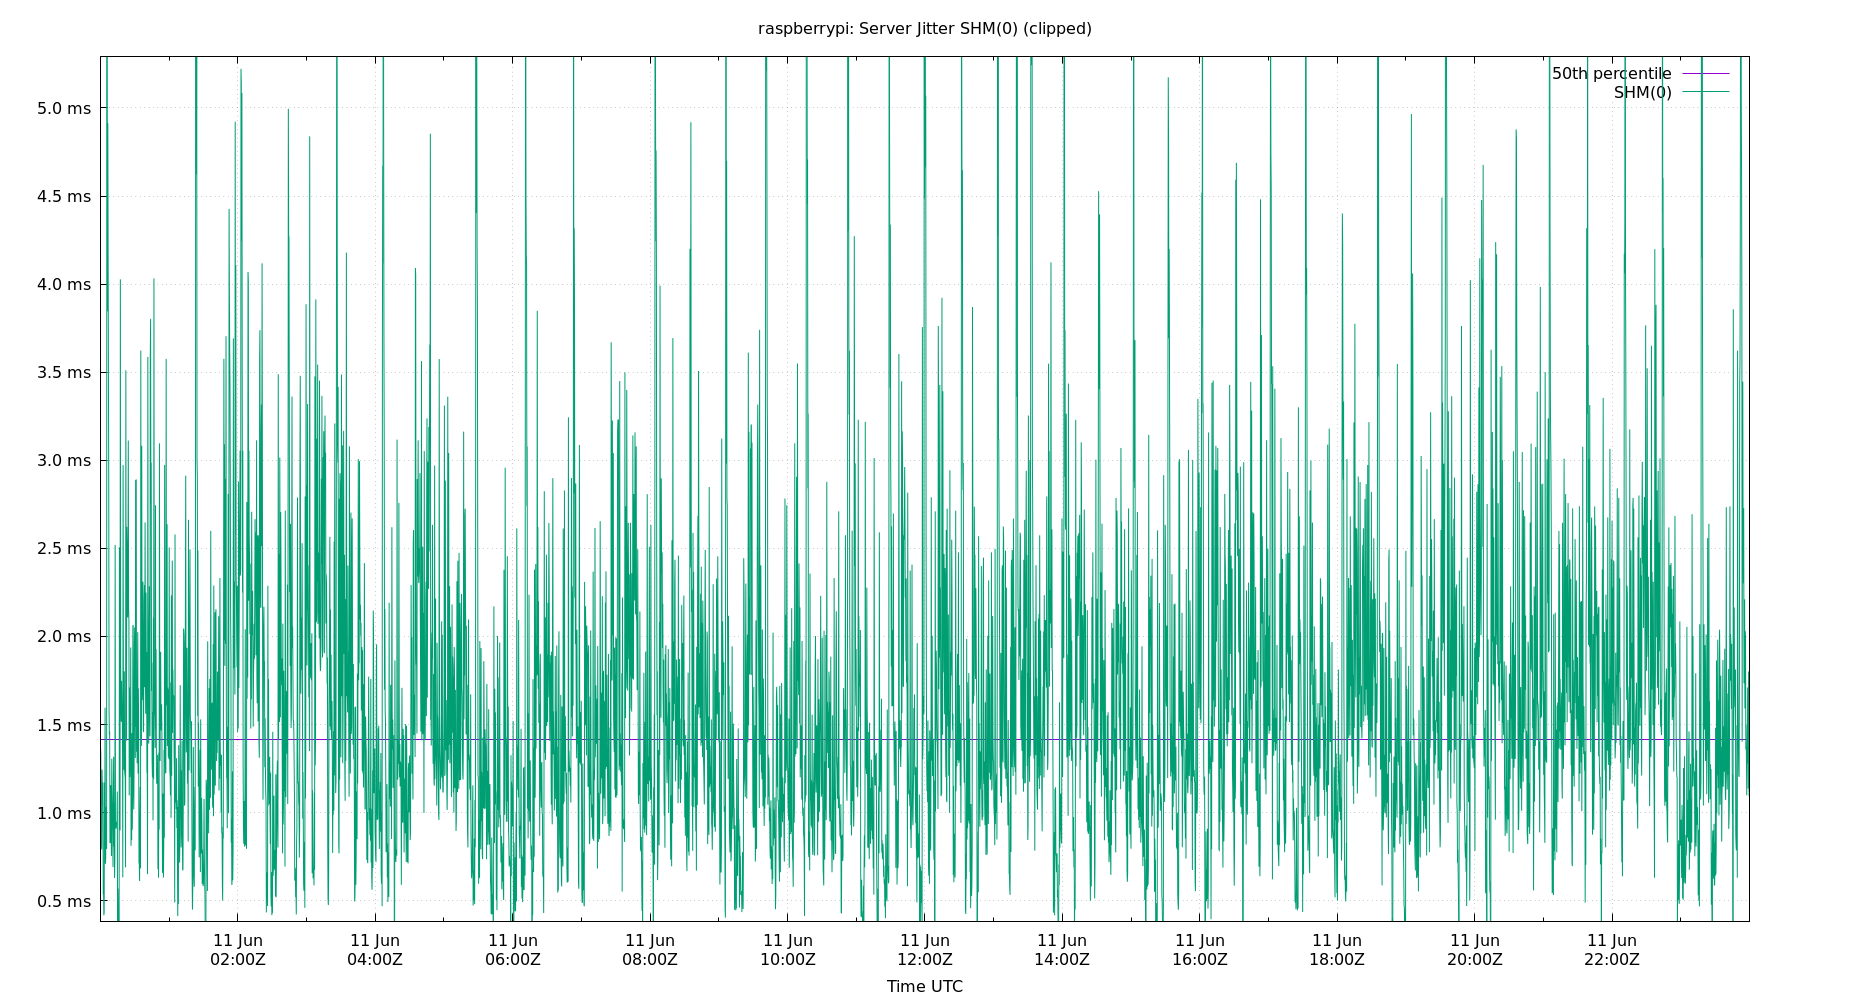 raspberrypi: Server Jitter SHM(0) (clipped)
50th percentile
SHM(0)
5.0 ms
4.5 ms
4.0 ms
3.5 ms
3.0 ms
2.5 ms
2.0 ms
1.5 ms
1.0 ms
0.5 ms
11 Jun 11 Jun 11 Jun 11 Jun 11 Jun 11 Jun 11 Jun 11 Jun 11 Jun 11 Jun 11 Jun
02:00Z 04:00Z 06:00Z 08:00Z 10:00Z 12:00Z 14:00Z 16:00Z 18:00Z 20:00Z 22:00Z
Time UTC